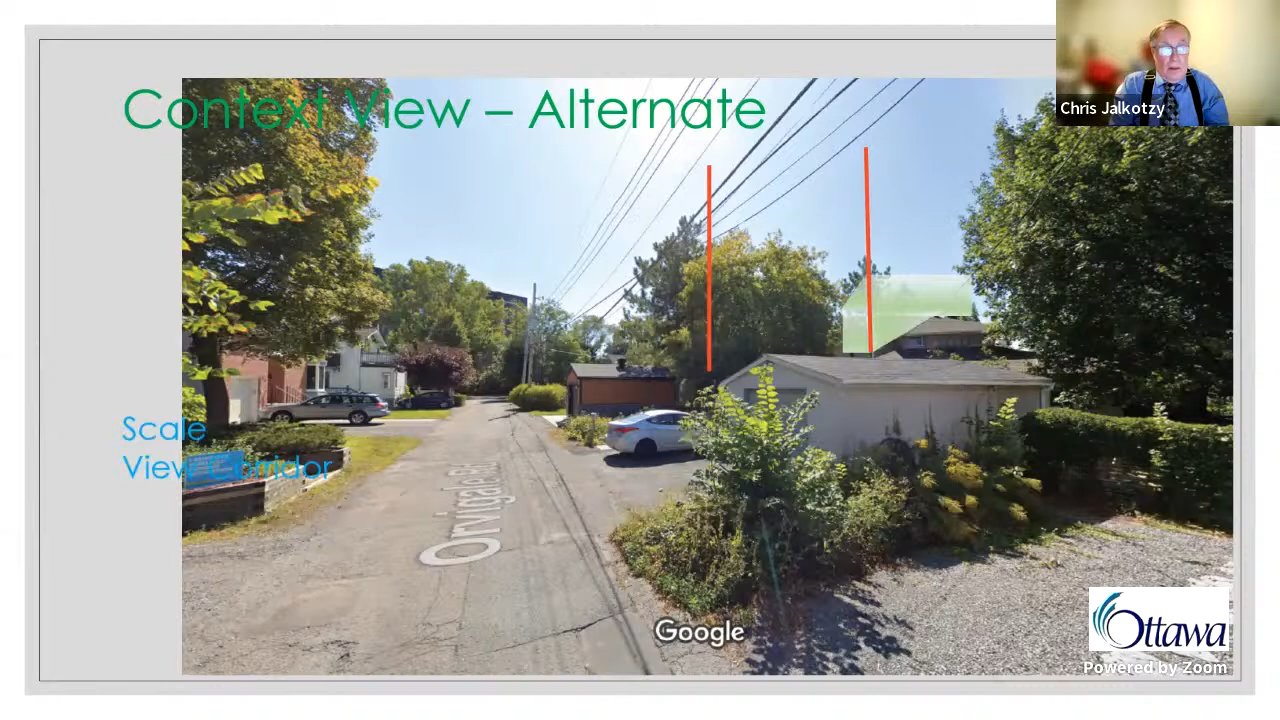 Context View – Alternate
Chris Jalkotzy
Scale
View Corridor
Orvigale Rd
Google
Ottawa
Powered by Zoom